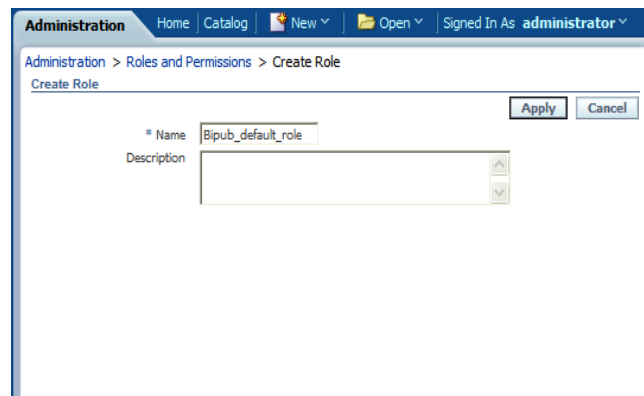 Administration Home Catalog New Open Signed In As administrator
Administration > Roles and Permissions > Create Role
Create Role
Apply Cancel
* Name Bipub_default_role
Description